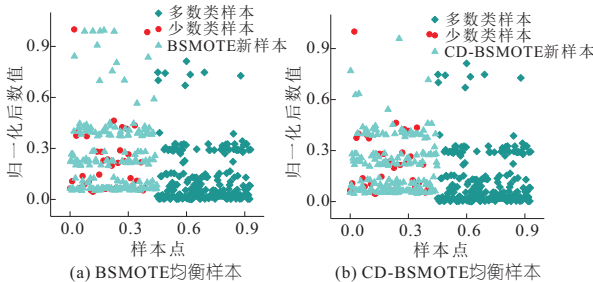 多数类样本
少数类样本
BSMOTE新样本
归一化后数值
0.9
0.6
0.3
0.0
0.0
0.3
0.6
0.9
样本点
(a) BSMOTE均衡样本
多数类样本
少数类样本
CD-BSMOTE新样本
归一化后数值
0.9
0.6
0.3
0.0
0.0
0.3
0.6
0.9
样本点
(b) CD-BSMOTE均衡样本